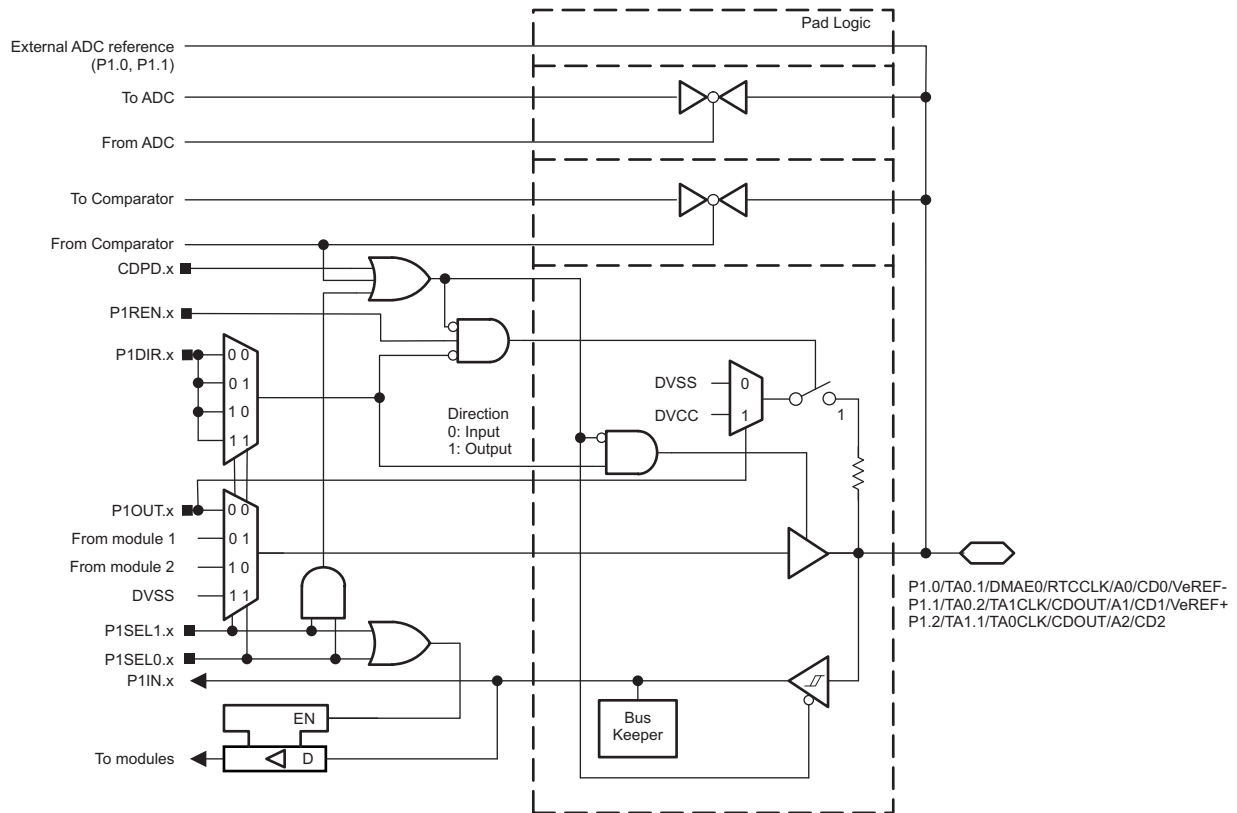 Pad Logic
External ADC reference
(P1.0, P1.1)
To ADC
From ADC
To Comparator
From Comparator
CDPD.x
P1REN.x
P1DIR.x
0 0
0 1
1 0
1 1
Direction
0: Input
1: Output
DVSS
0
DVCC
1
1
P1OUT.x
0 0
From module 1
0 1
From module 2
1 0
DVSS
1 1
P1.0/TA0.1/DMAE0/RTCCLK/A0/CD0/VeREF-
P1.1/TA0.2/TA1CLK/CDOUT/A1/CD1/VeREF+
P1.2/TA1.1/TA0CLK/CDOUT/A2/CD2
P1SEL1.x
P1SEL0.x
P1IN.x
Bus
Keeper
EN
To modules
D